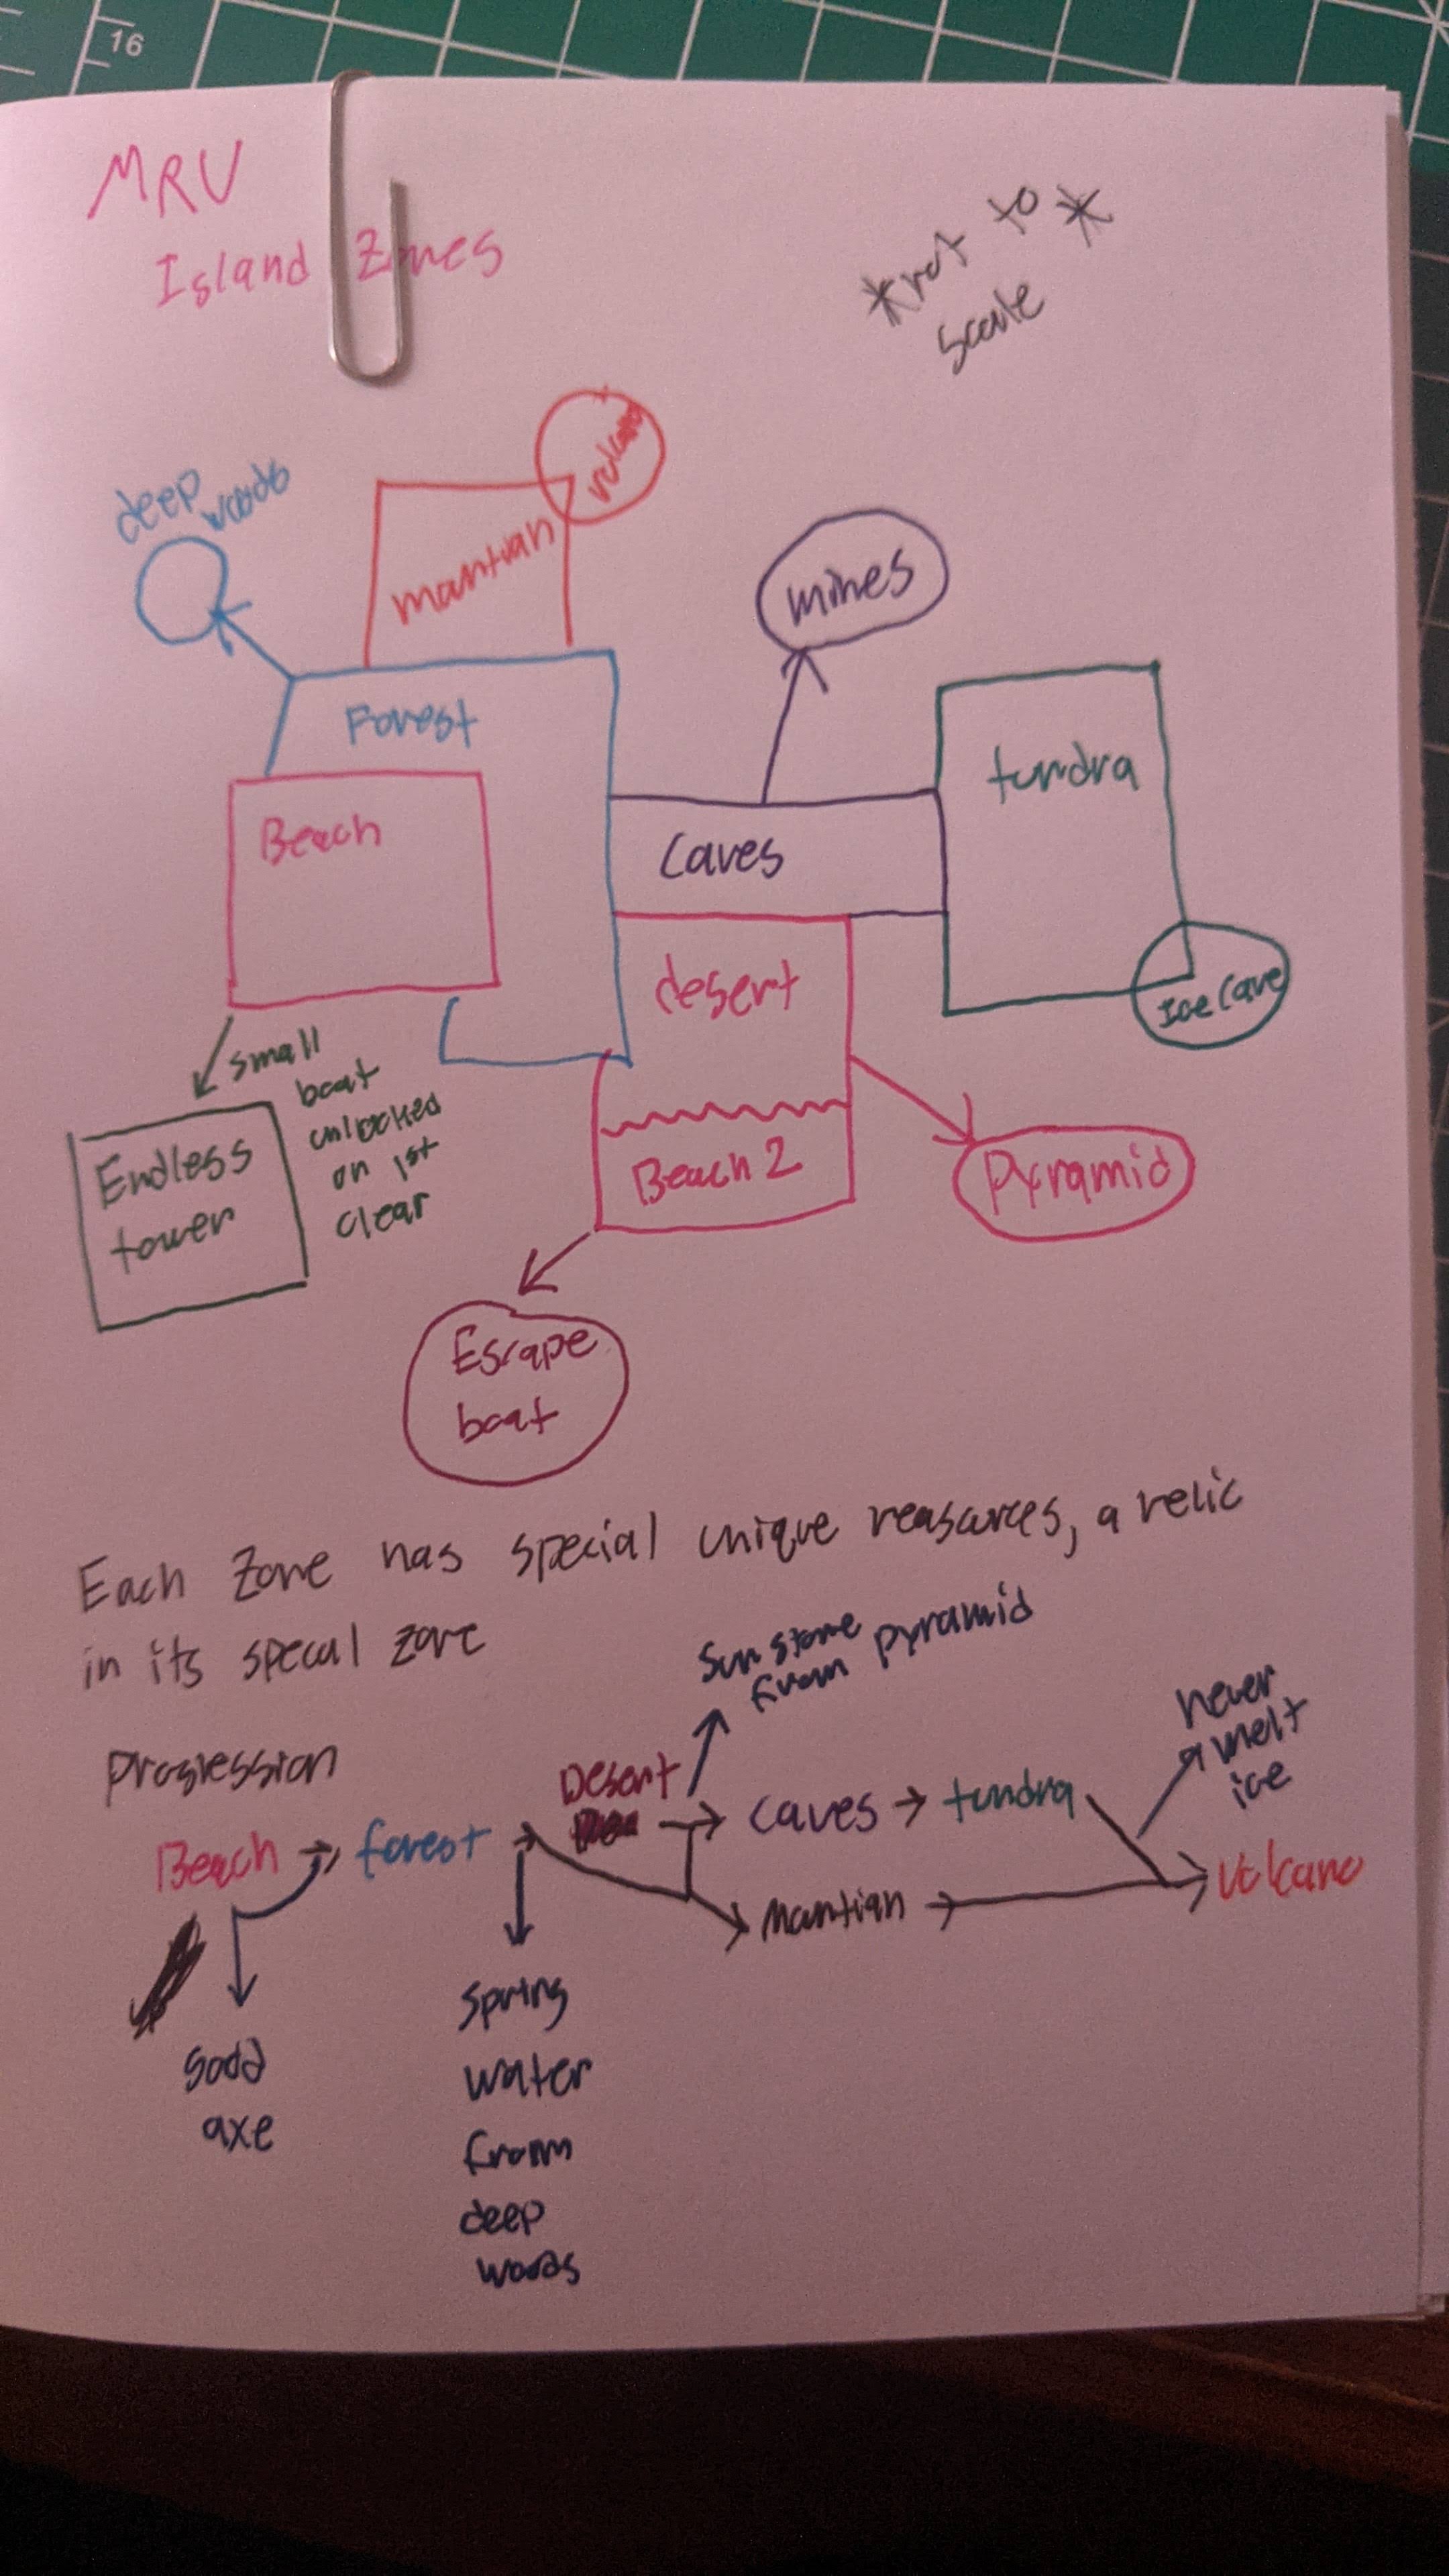 16
MRU
Island Zones
*not to*
scale
deep woods
volcano
mantian
mines
Forest
tundra
Beach
Caves
desert
Ice Cave
small
boat
unlocked
on 1st
clear
Endless
tower
Beach 2
Pyramid
Escape
boat
Each Zone has special unique reasources, a relic
in its specal zone
Sun stone
from pyramid
never
melt
ice
Progression
Desert
Beach → forest → caves → tundra
mantian → Volcano
good
axe
Spring
water
from
deep
woods